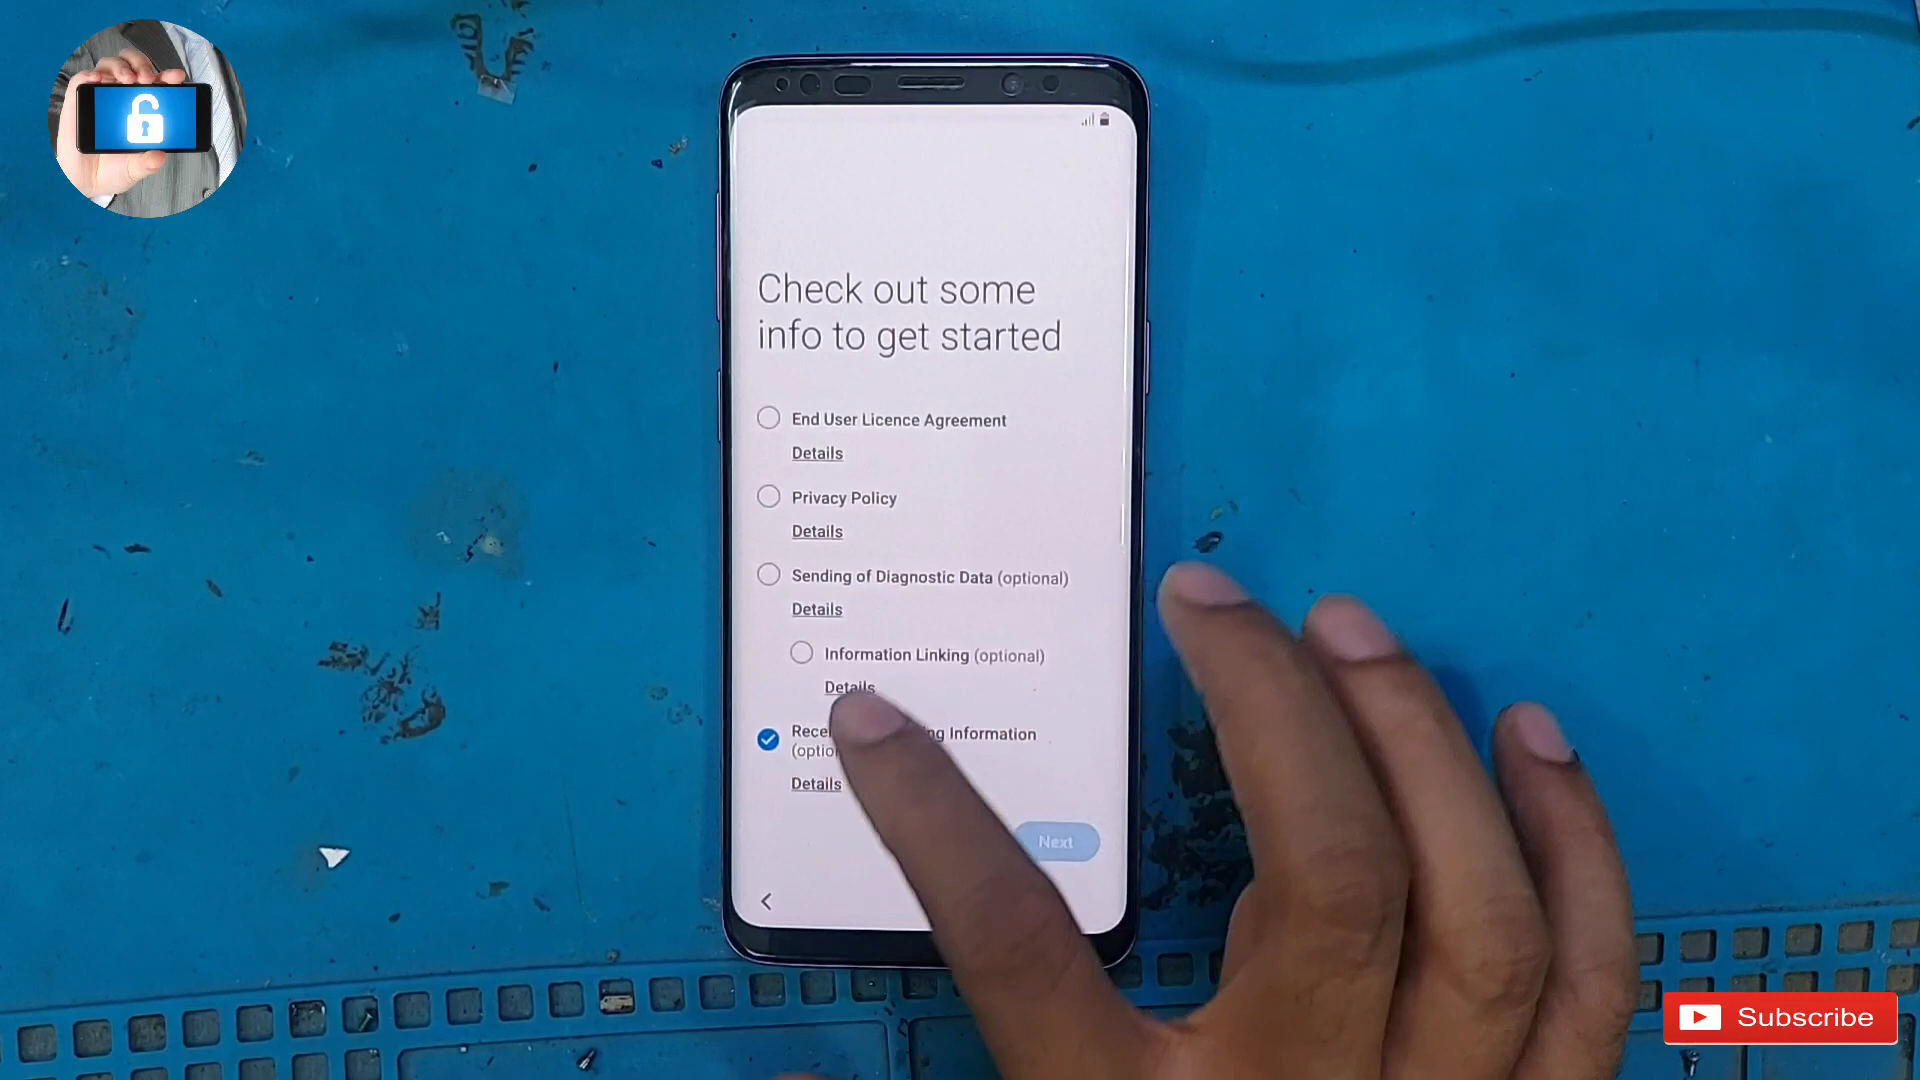 Check out some
info to get started
End User Licence Agreement
Details
Privacy Policy
Details
Sending of Diagnostic Data (optional)
Details
Information Linking (optional)
Details
Information
Details
Next
Subscribe